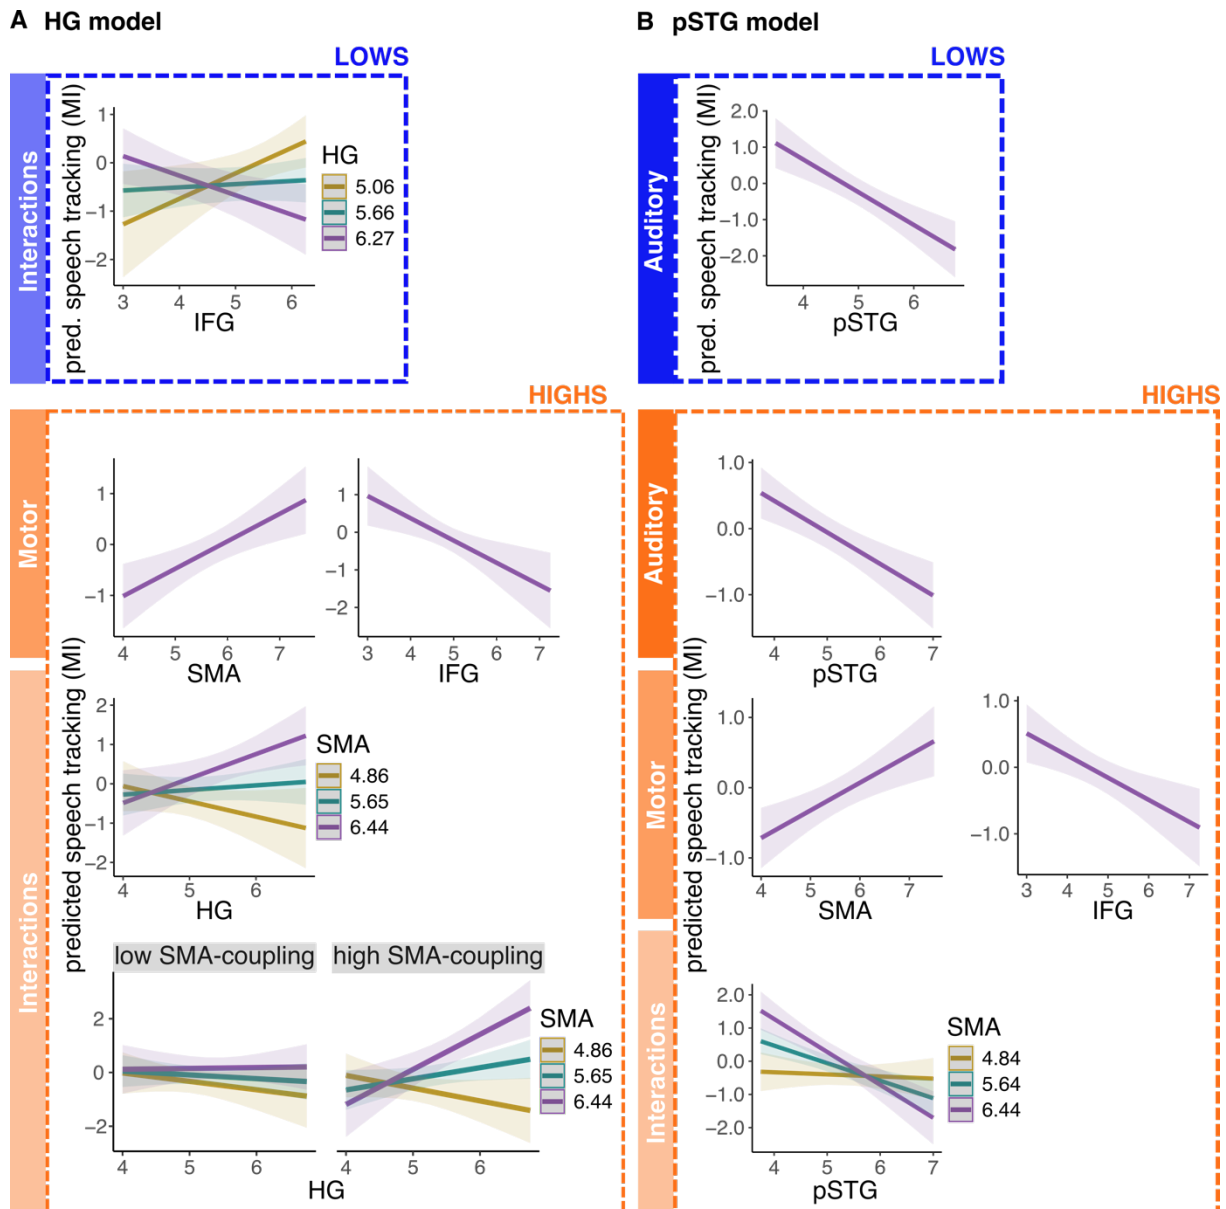 A HG model
LOWS
Interactions
pred. speech tracking (MI)
1
0
−1
−2
3 4 5 6
IFG
HG
5.06
5.66
6.27
HIGHS
Motor
Interactions
predicted speech tracking (MI)
1
0
−1
4 5 6 7
SMA
1
0
−1
−2
3 4 5 6 7
IFG
2
1
0
−1
−2
4 5 6
HG
SMA
4.86
5.65
6.44
low SMA-coupling
high SMA-coupling
2
0
−2
4 5 6
4 5 6
HG
SMA
4.86
5.65
6.44
B pSTG model
LOWS
Auditory
pred. speech tracking (MI)
2.0
1.0
0.0
−1.0
−2.0
4 5 6
pSTG
HIGHS
Auditory
Motor
Interactions
predicted speech tracking (MI)
1.0
0.0
−1.0
4 5 6 7
pSTG
1.0
0.0
−1.0
4 5 6 7
SMA
1.0
0.0
−1.0
3 4 5 6 7
IFG
2.0
1.0
0.0
−1.0
−2.0
4 5 6 7
pSTG
SMA
4.84
5.64
6.44